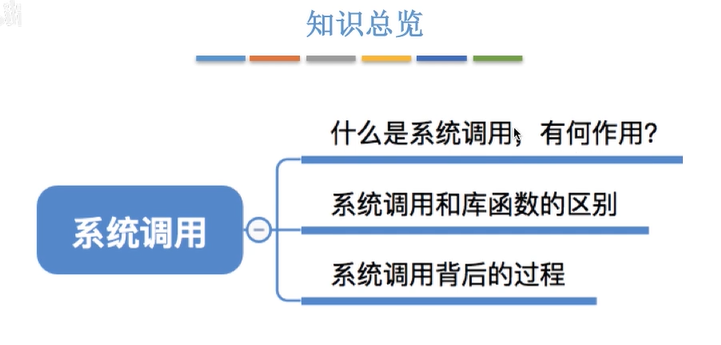 知识总览
什么是系统调用，有何作用？
系统调用和库函数的区别
系统调用
系统调用背后的过程